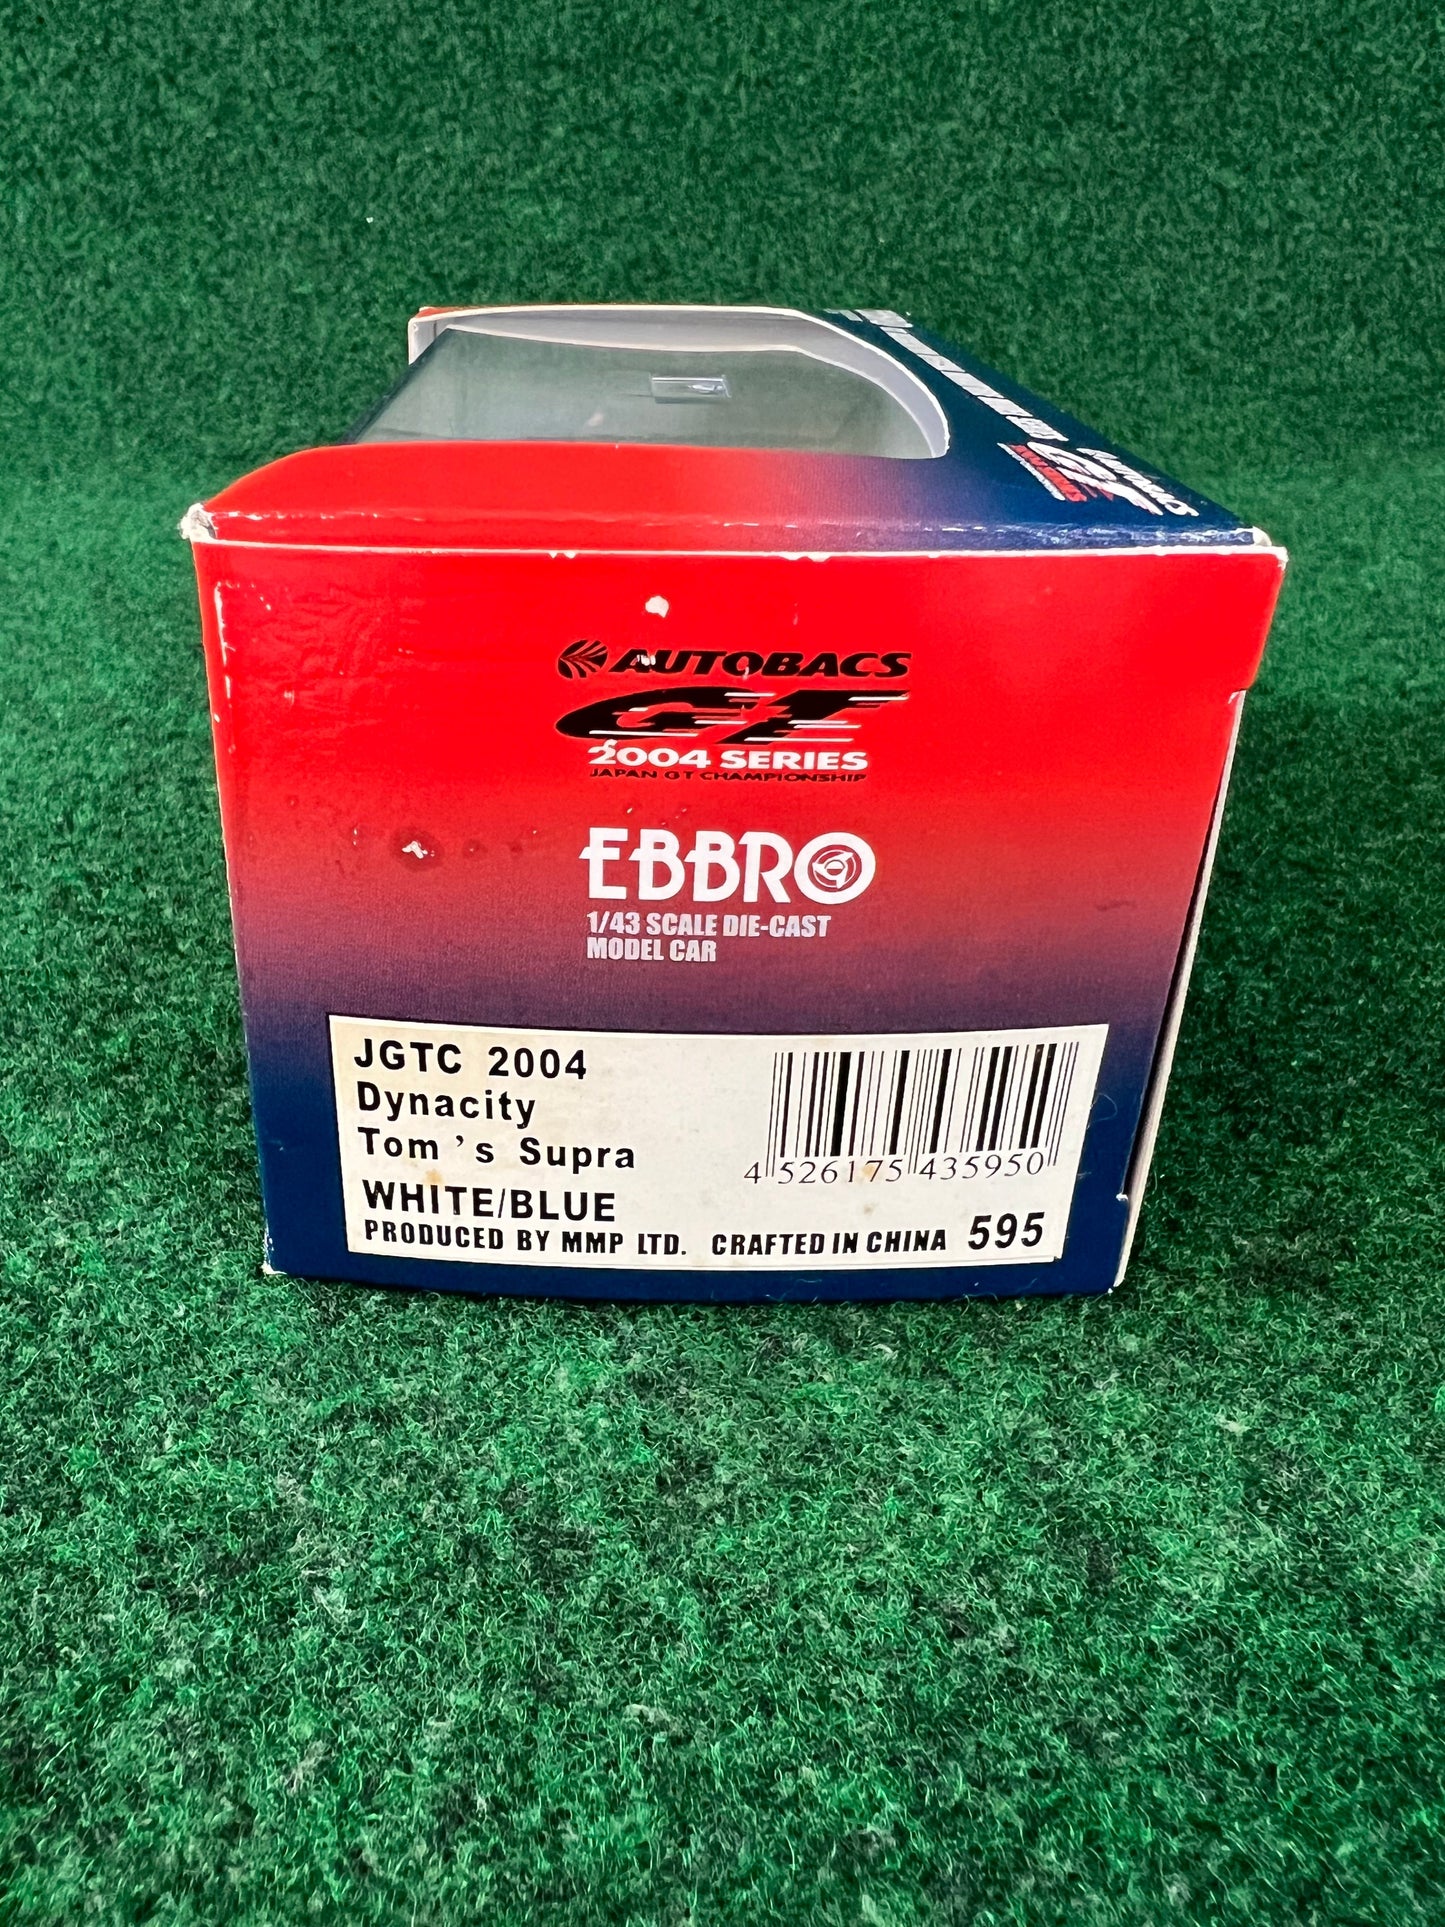 AUTOBACS
GT
2004 SERIES
JAPAN GT CHAMPIONSHIP
EBBRO
1/43 SCALE DIE-CAST
MODEL CAR
JGTC 2004
Dynacity
Tom's Supra
WHITE/BLUE
PRODUCED BY MMP LTD. CRAFTED IN CHINA 595
4 526175 435950